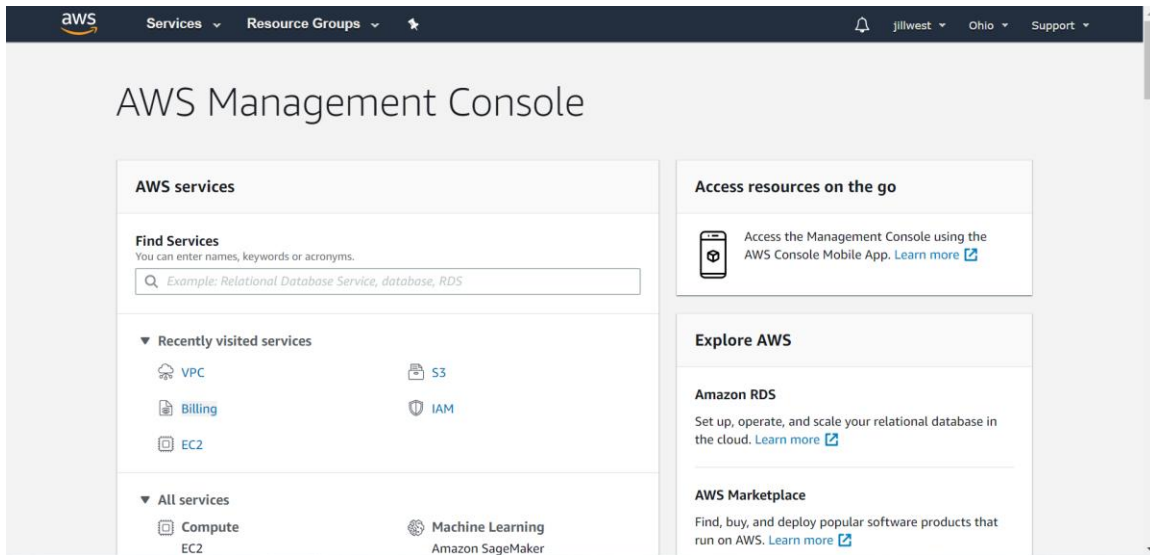 aws Services Resource Groups jillwest Ohio Support
AWS Management Console
AWS services
Find Services
You can enter names, keywords or acronyms.
Example: Relational Database Service, database, RDS
Recently visited services
VPC S3
Billing IAM
EC2
All services
Compute Machine Learning
EC2 Amazon SageMaker
Access resources on the go
Access the Management Console using the
AWS Console Mobile App. Learn more
Explore AWS
Amazon RDS
Set up, operate, and scale your relational database in
the cloud. Learn more
AWS Marketplace
Find, buy, and deploy popular software products that
run on AWS. Learn more